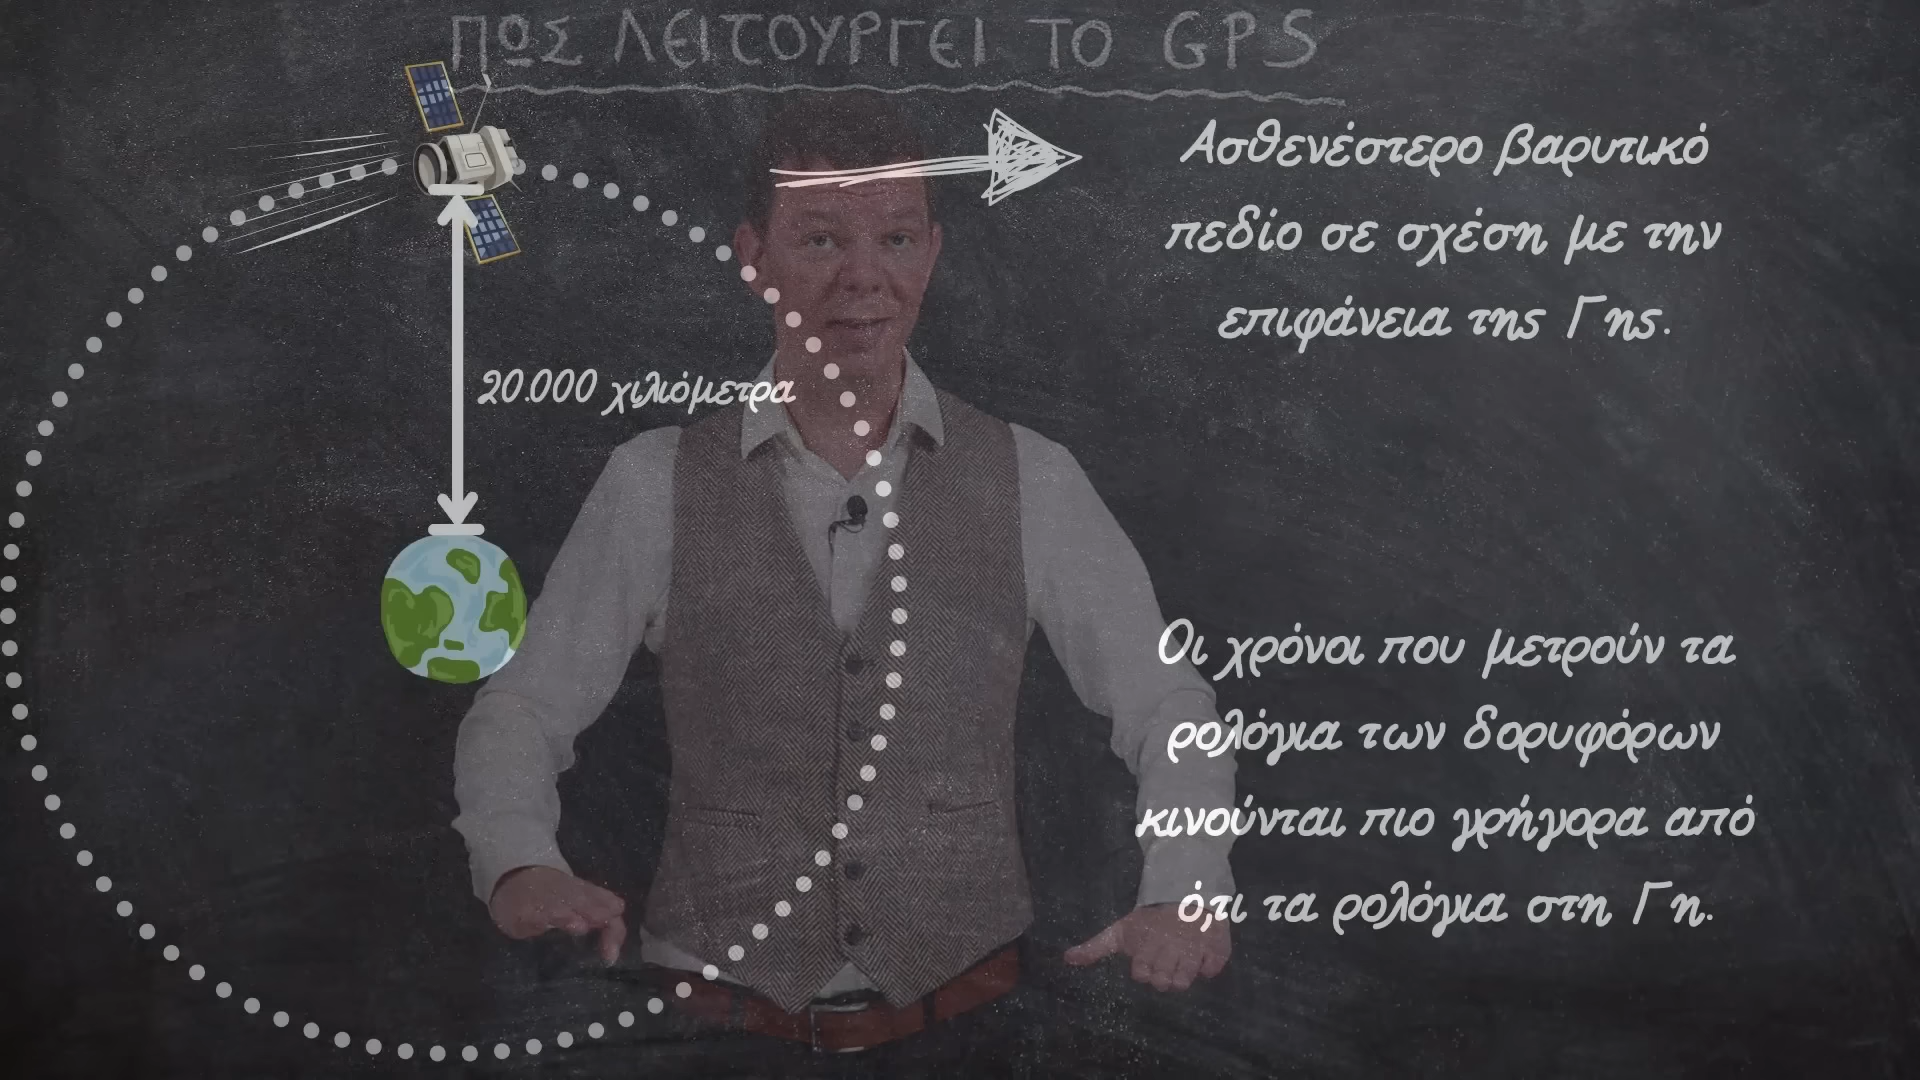 ΠΩΣ ΛΕΙΤΟΥΡΓΕΙ ΤΟ GPS
Ασθενέστερο βαρυτικό
πεδίο σε σχέση με την
επιφάνεια της Γης.
20.000 χιλιόμετρα
Οι χρόνοι που μετρούν τα
ρολόγια των δορυφόρων
κινούνται πιο γρήγορα από
ό,τι τα ρολόγια στη Γη.